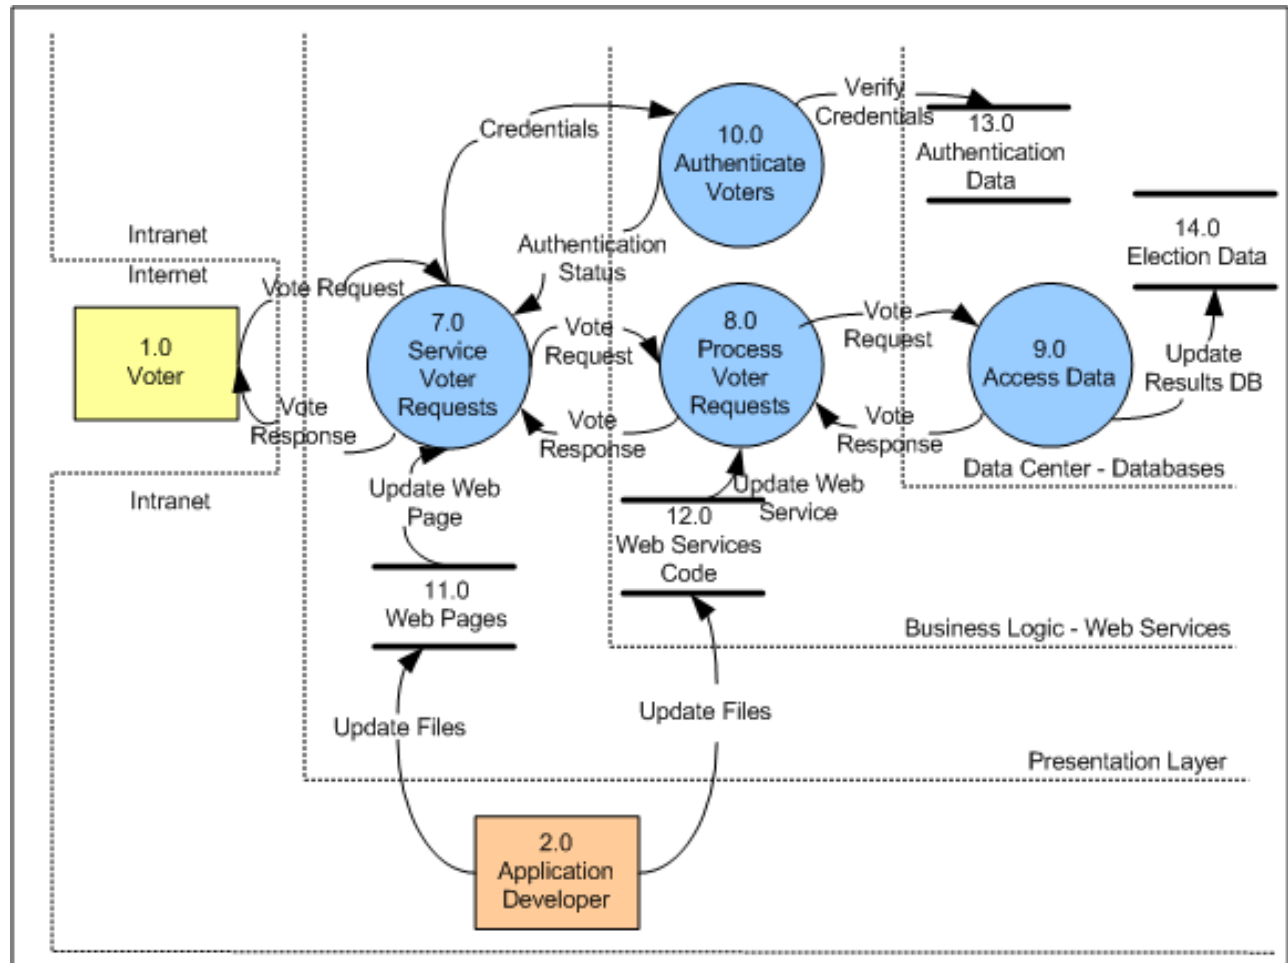 Verify
Credentials
Credentials
10.0
Authenticate
Voters
13.0
Authentication
Data
Intranet
Internet
Authentication
Status
14.0
Election Data
Vote Request
1.0
Voter
7.0
Service
Voter
Requests
Vote
Request
8.0
Process
Voter
Requests
Vote
Request
9.0
Access Data
Update
Results DB
Vote
Response
Vote
Response
Vote
Response
Data Center - Databases
Intranet
Update Web
Page
Update Web
Service
12.0
Web Services
Code
11.0
Web Pages
Business Logic - Web Services
Update Files
Update Files
Presentation Layer
2.0
Application
Developer